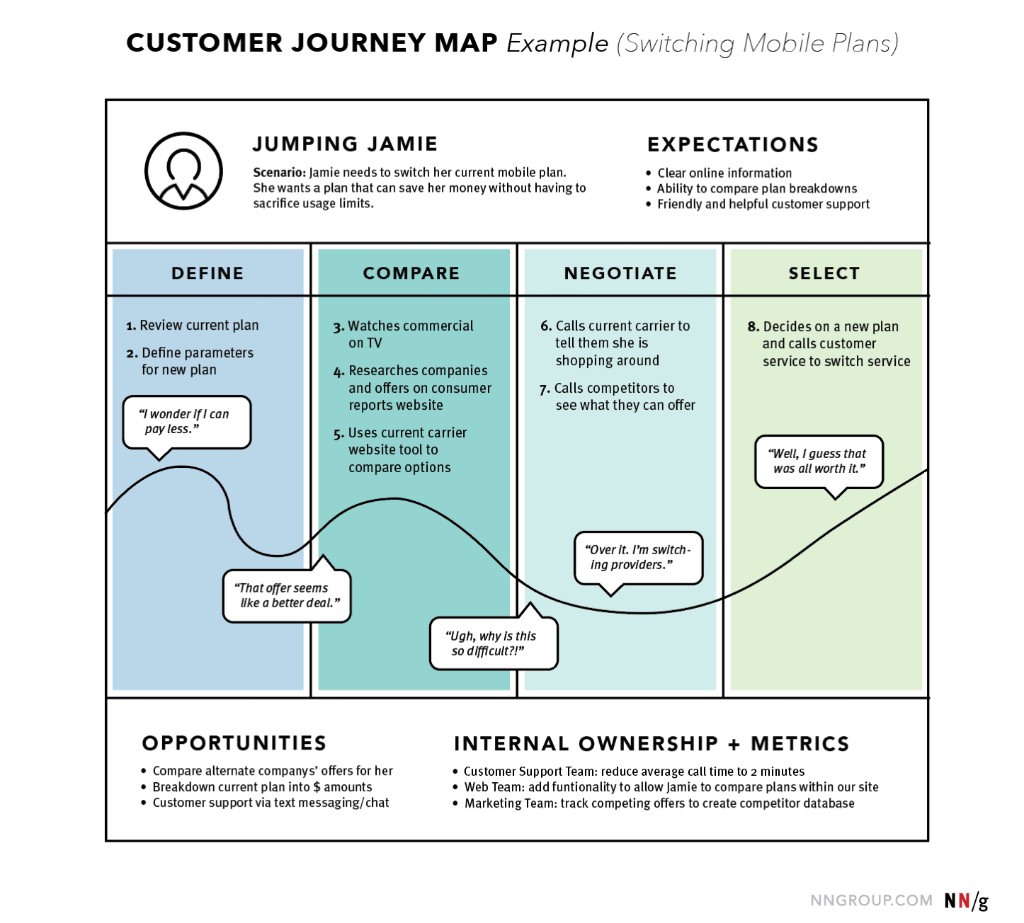 CUSTOMER JOURNEY MAP Example (Switching Mobile Plans)
JUMPING JAMIE
Scenario: Jamie needs to switch her current mobile plan.
She wants a plan that can save her money without having to
sacrifice usage limits.
EXPECTATIONS
• Clear online information
• Ability to compare plan breakdowns
• Friendly and helpful customer support
DEFINE
1. Review current plan
2. Define parameters
for new plan
"I wonder if I can
pay less."
COMPARE
3. Watches commercial
on TV
4. Researches companies
and offers on consumer
reports website
5. Uses current carrier
website tool to
compare options
"That offer seems
like a better deal."
NEGOTIATE
6. Calls current carrier to
tell them she is
shopping around
7. Calls competitors to
see what they can offer
"Ugh, why is this
so difficult?!"
"Over it. I'm switch-
ing providers."
SELECT
8. Decides on a new plan
and calls customer
service to switch service
"Well, I guess that
was all worth it."
OPPORTUNITIES
• Compare alternate companys' offers for her
• Breakdown current plan into $ amounts
• Customer support via text messaging/chat
INTERNAL OWNERSHIP + METRICS
• Customer Support Team: reduce average call time to 2 minutes
• Web Team: add funtionality to allow Jamie to compare plans within our site
• Marketing Team: track competing offers to create competitor database
NNGROUP.COM NN/g